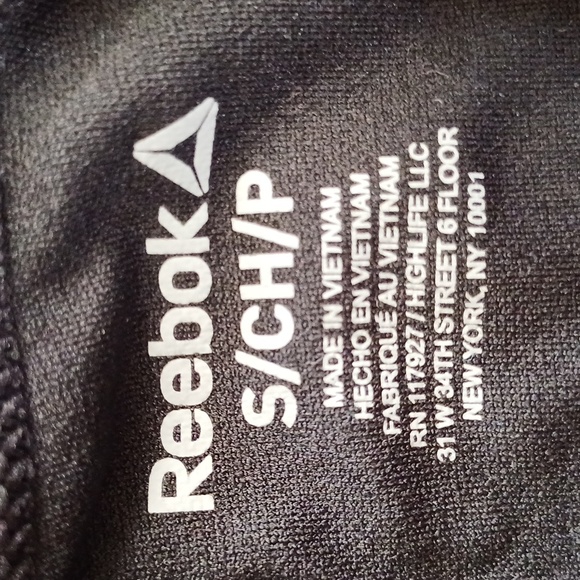 Reebok
S/CH/P
MADE IN VIETNAM
HECHO EN VIETNAM
FABRIQUE AU VIETNAM
RN 117927 / HIGHLIFE LLC
31 W 34TH STREET 6 FLOOR
NEW YORK, NY 10001